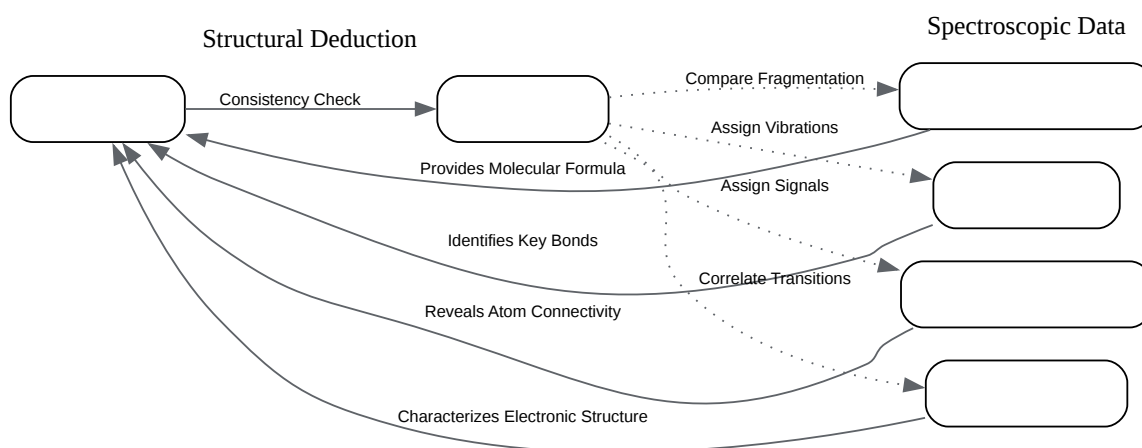 Spectroscopic Data
Structural Deduction
Compare Fragmentation
Consistency Check
Assign Vibrations
Provides Molecular Formula
Assign Signals
Identifies Key Bonds
Correlate Transitions
Reveals Atom Connectivity
Characterizes Electronic Structure